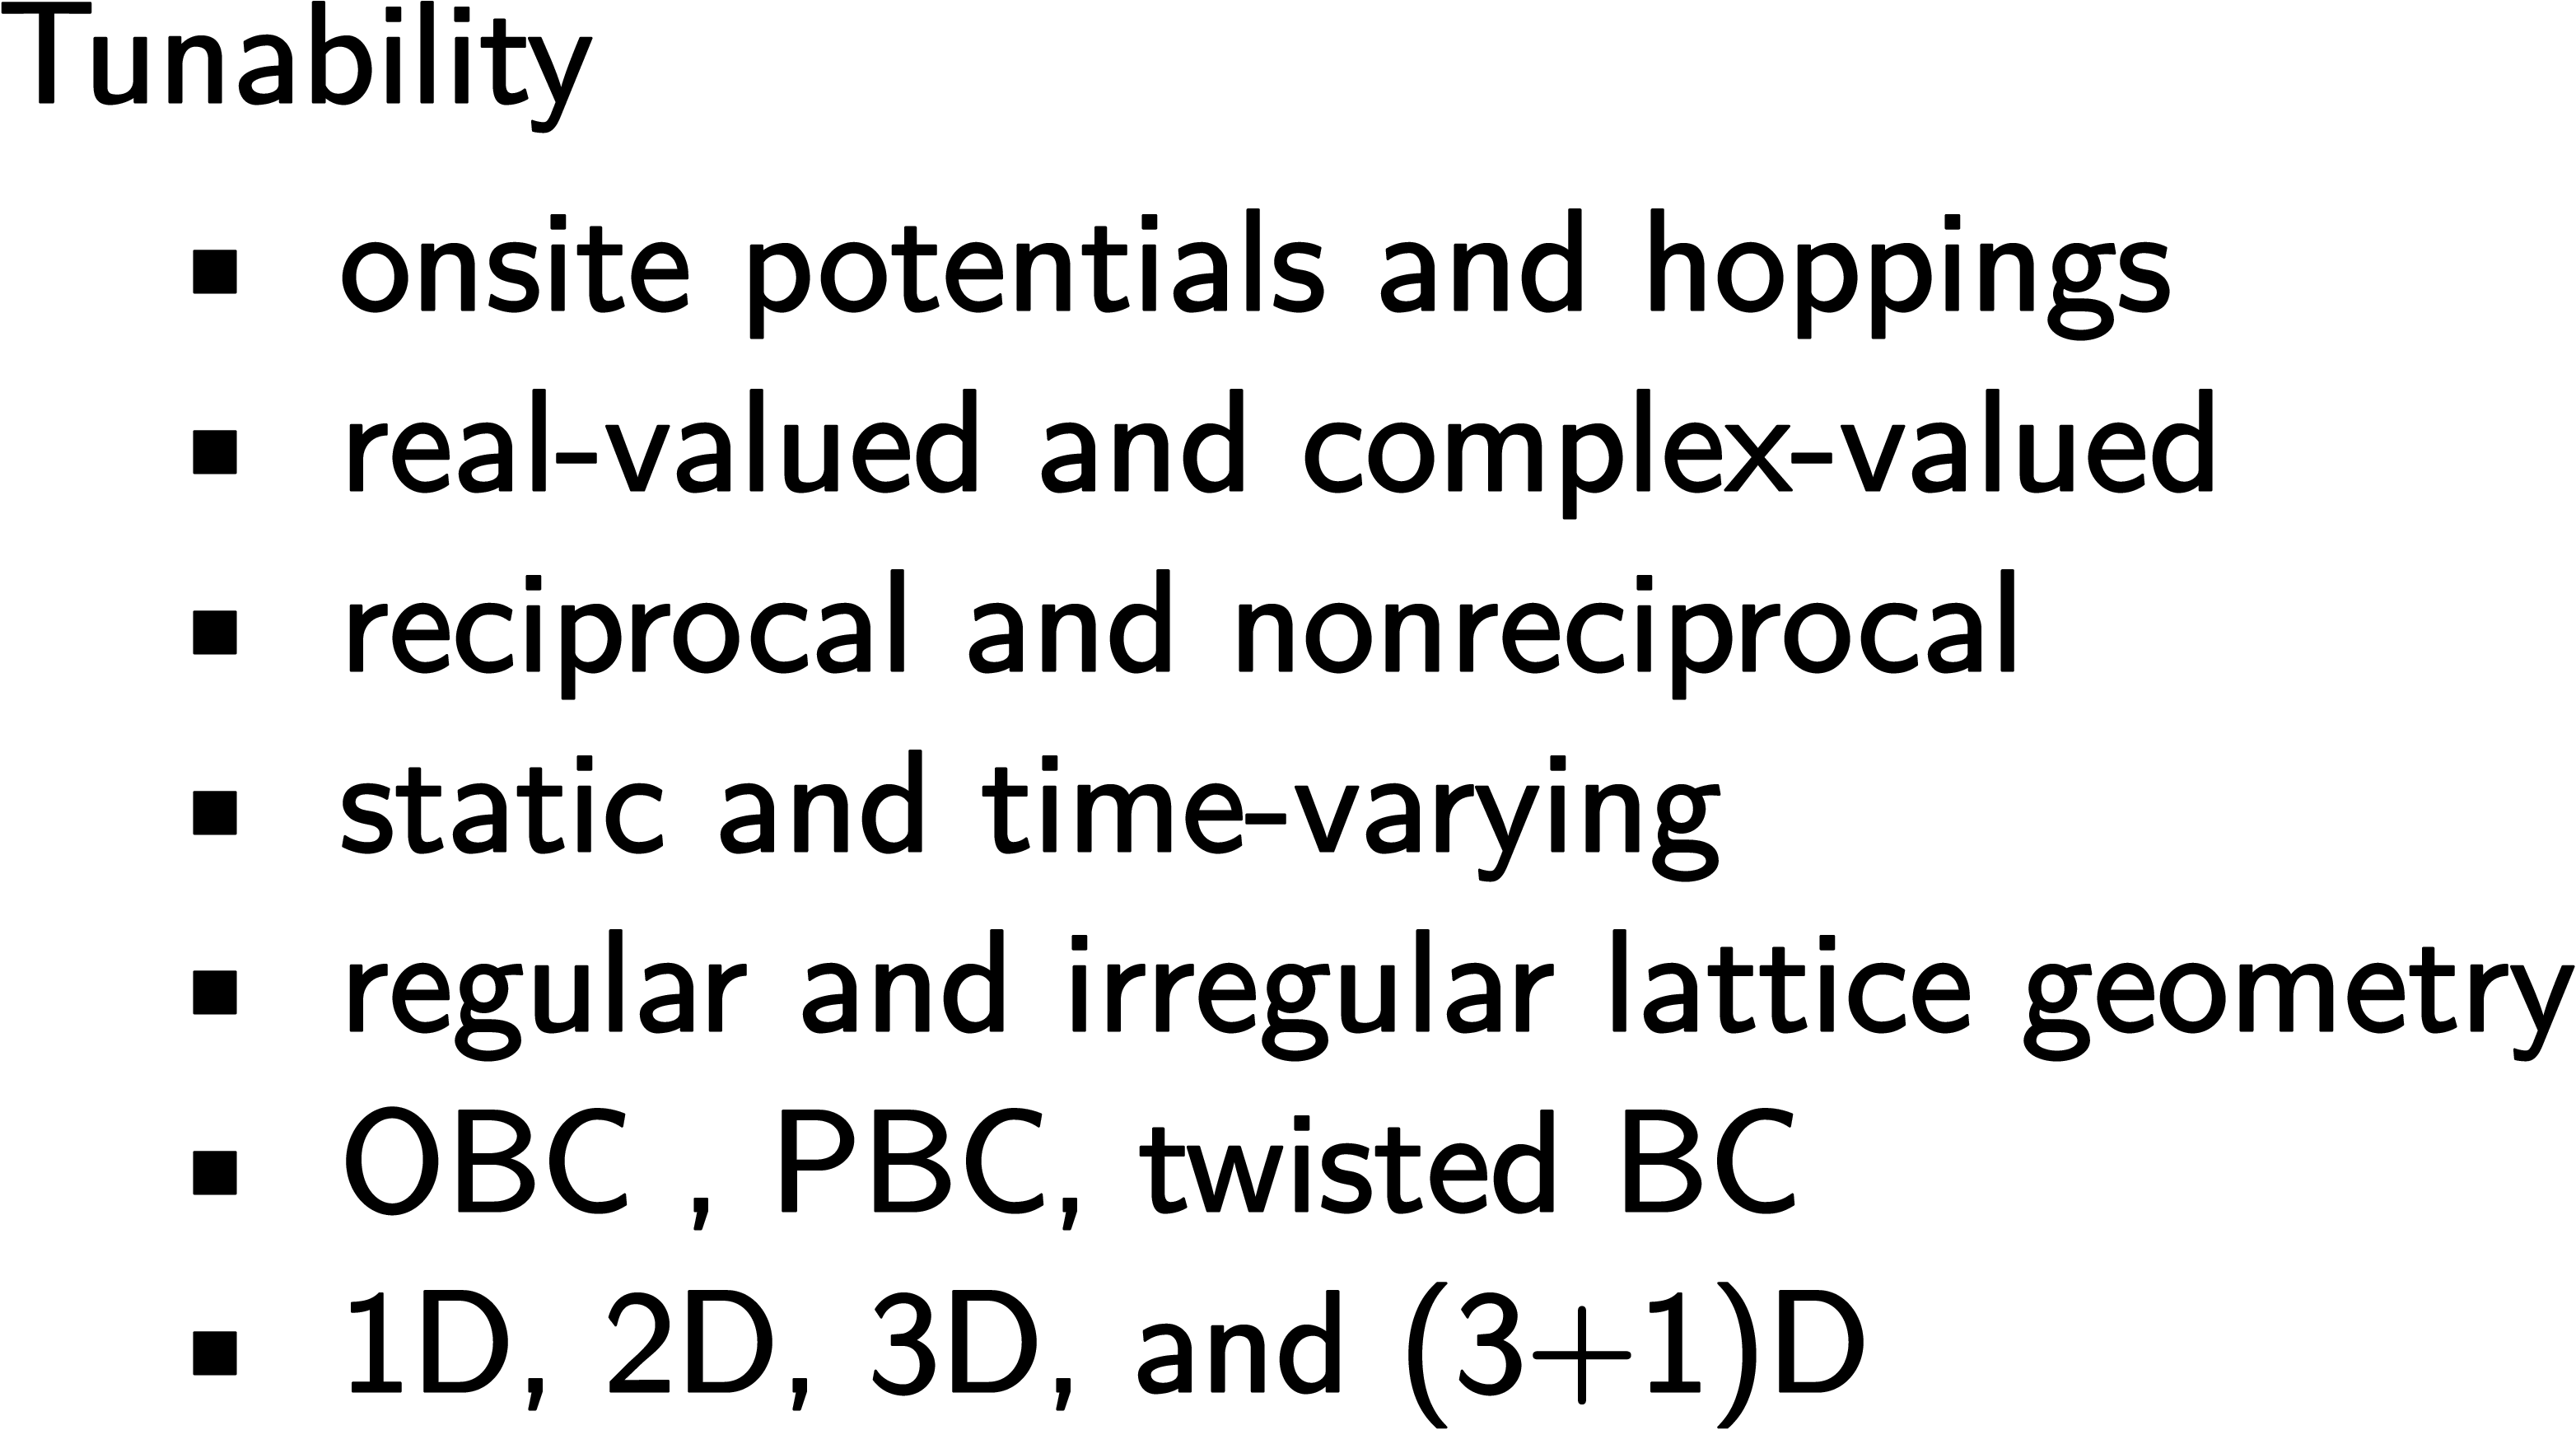 Tunability
▪ onsite potentials and hoppings
▪ real-valued and complex-valued
▪ reciprocal and nonreciprocal
▪ static and time-varying
▪ regular and irregular lattice geometry
▪ OBC , PBC, twisted BC
▪ 1D, 2D, 3D, and (3+1)D